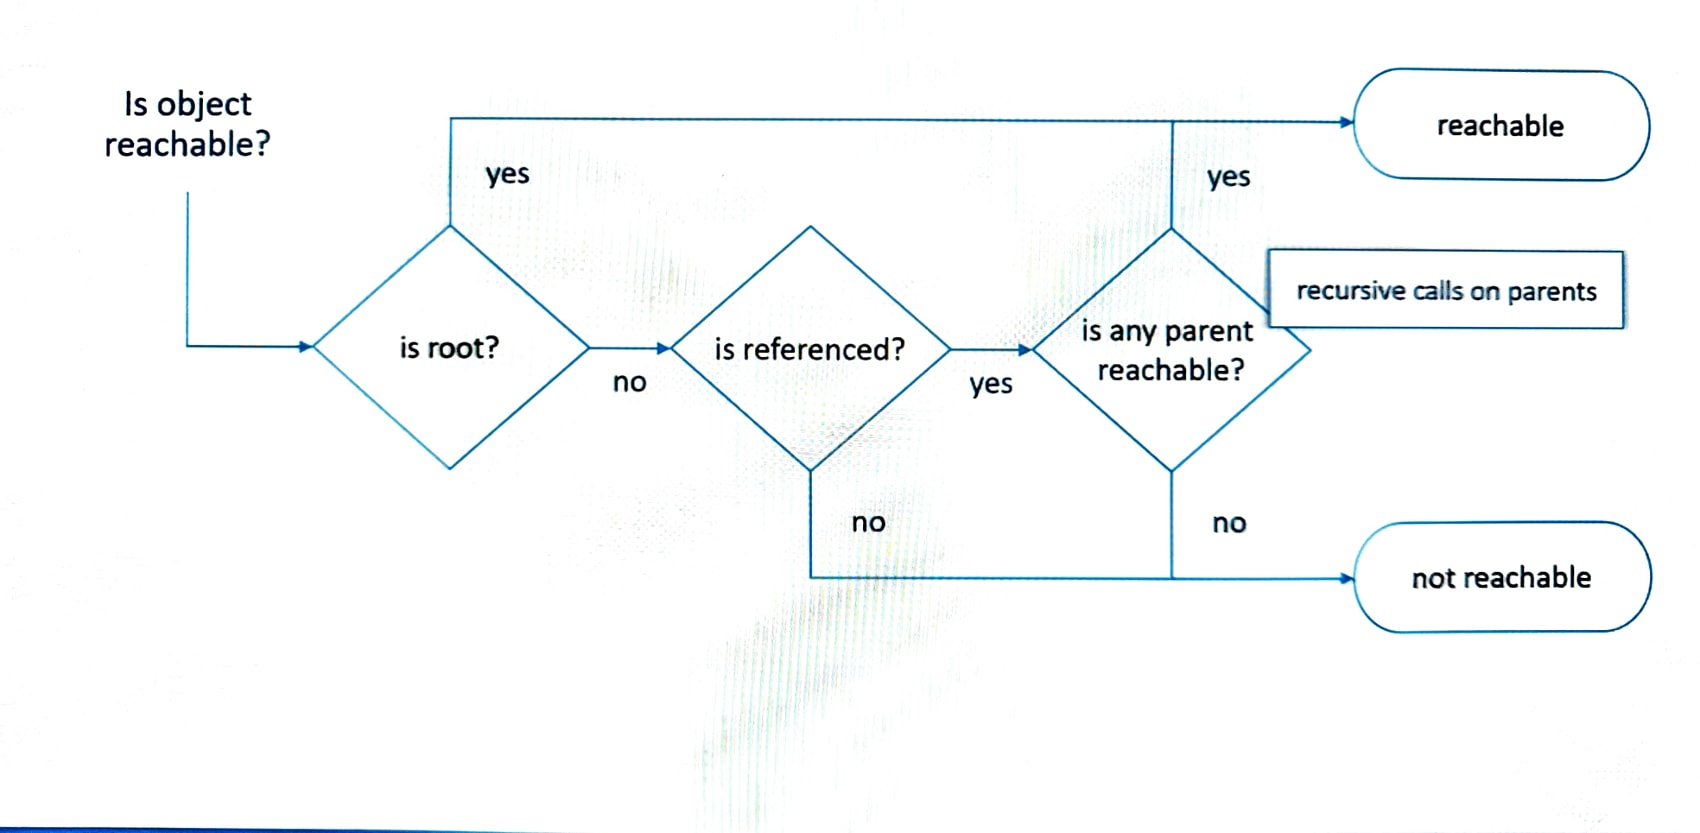 Is object
reachable?
reachable
yes
yes
recursive calls on parents
is root?
no
is referenced?
yes
is any parent
reachable?
no
no
not reachable